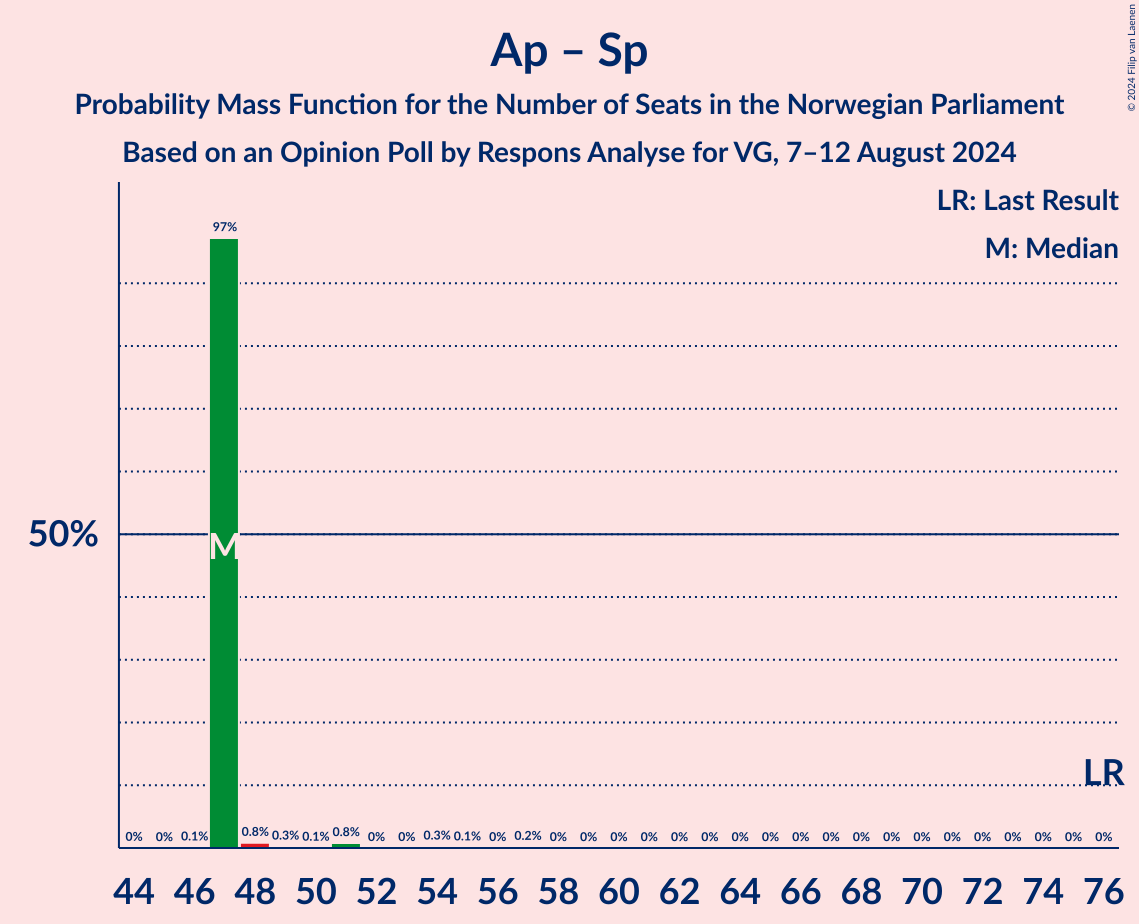 © 2024 Filip van Laenen
Ap – Sp
Probability Mass Function for the Number of Seats in the Norwegian Parliament
Based on an Opinion Poll by Respons Analyse for VG, 7–12 August 2024
LR: Last Result
M: Median
97%
50%
M
LR
0% 0% 0.1% 0.8% 0.3% 0.1% 0.8% 0% 0% 0.3% 0.1% 0% 0.2% 0% 0% 0% 0% 0% 0% 0% 0% 0% 0% 0% 0% 0% 0% 0% 0% 0% 0% 0%
44 46 48 50 52 54 56 58 60 62 64 66 68 70 72 74 76